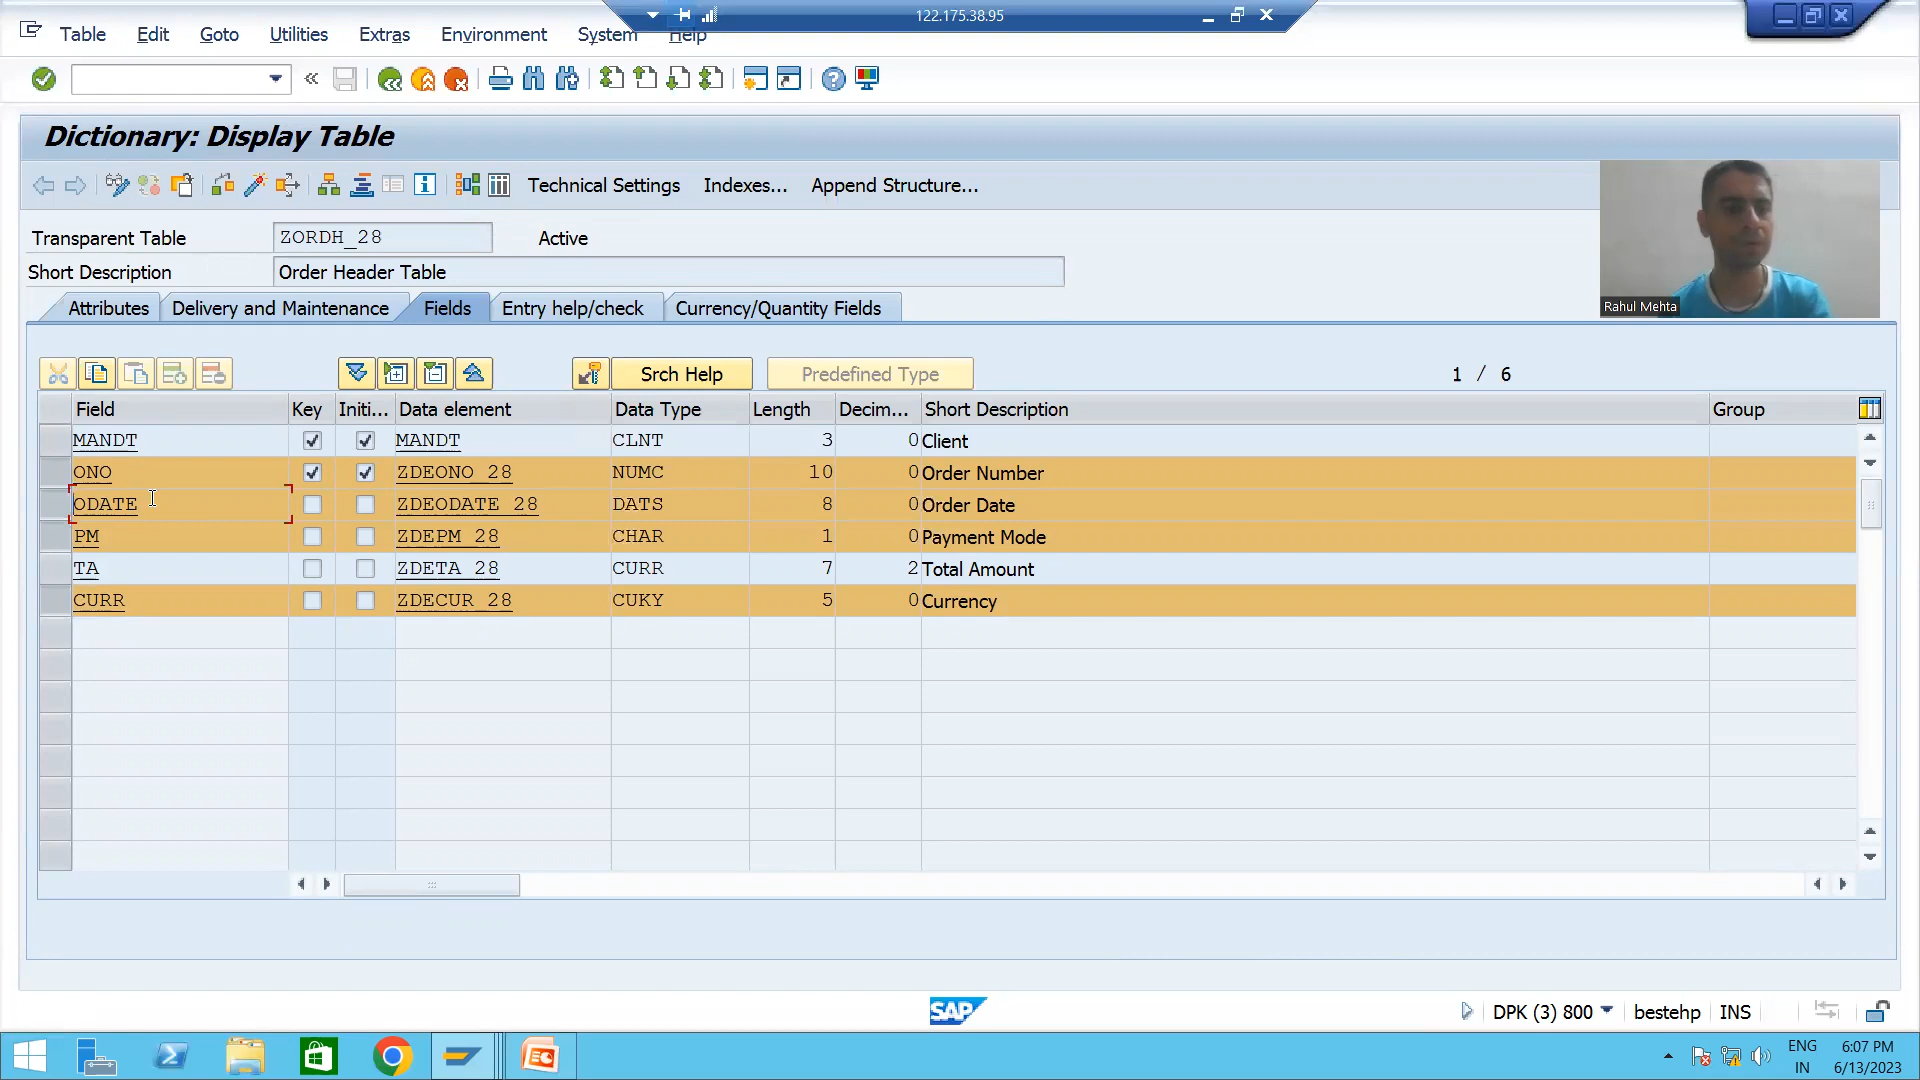 122.175.38.95
Table Edit Goto Utilities Extras Environment System Help
Dictionary: Display Table
Technical Settings Indexes... Append Structure...
Transparent Table ZORDH_28 Active
Short Description Order Header Table
Rahul Mehta
Attributes Delivery and Maintenance Fields Entry help/check Currency/Quantity Fields
Srch Help Predefined Type 1 / 6
Field Key Initi... Data element Data Type Length Decim... Short Description Group
MANDT MANDT CLNT 3 0 Client
ONO ZDEONO_28 NUMC 10 0 Order Number
ODATE ZDEODATE_28 DATS 8 0 Order Date
PM ZDEPM_28 CHAR 1 0 Payment Mode
TA ZDETA_28 CURR 7 2 Total Amount
CURR ZDECUR_28 CUKY 5 0 Currency
SAP
DPK (3) 800 bestehp INS
ENG 6:07 PM
IN 6/13/2023